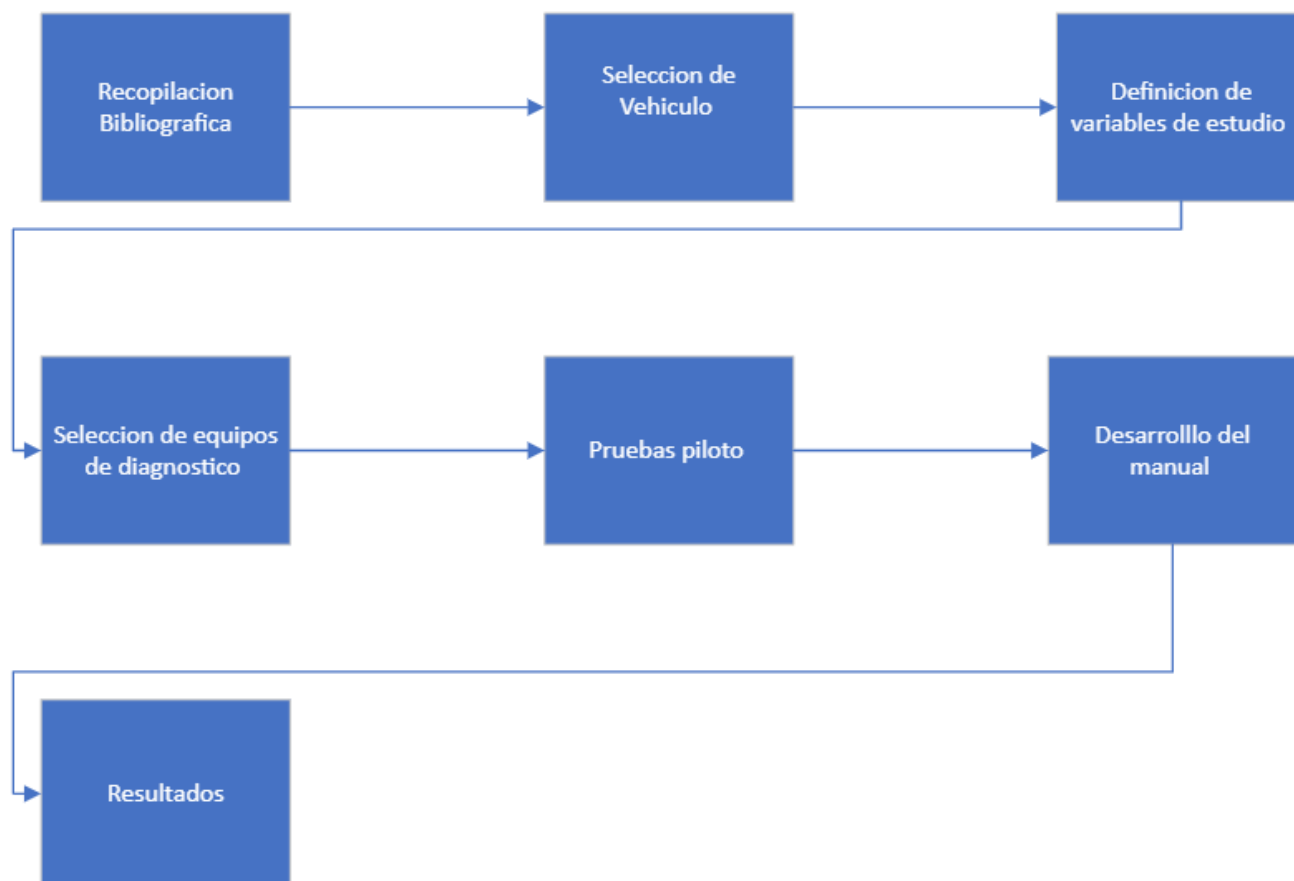 Recopilacion
Bibliografica
Seleccion de
Vehiculo
Definicion de
variables de estudio
Seleccion de equipos
de diagnostico
Pruebas piloto
Desarrolllo del
manual
Resultados